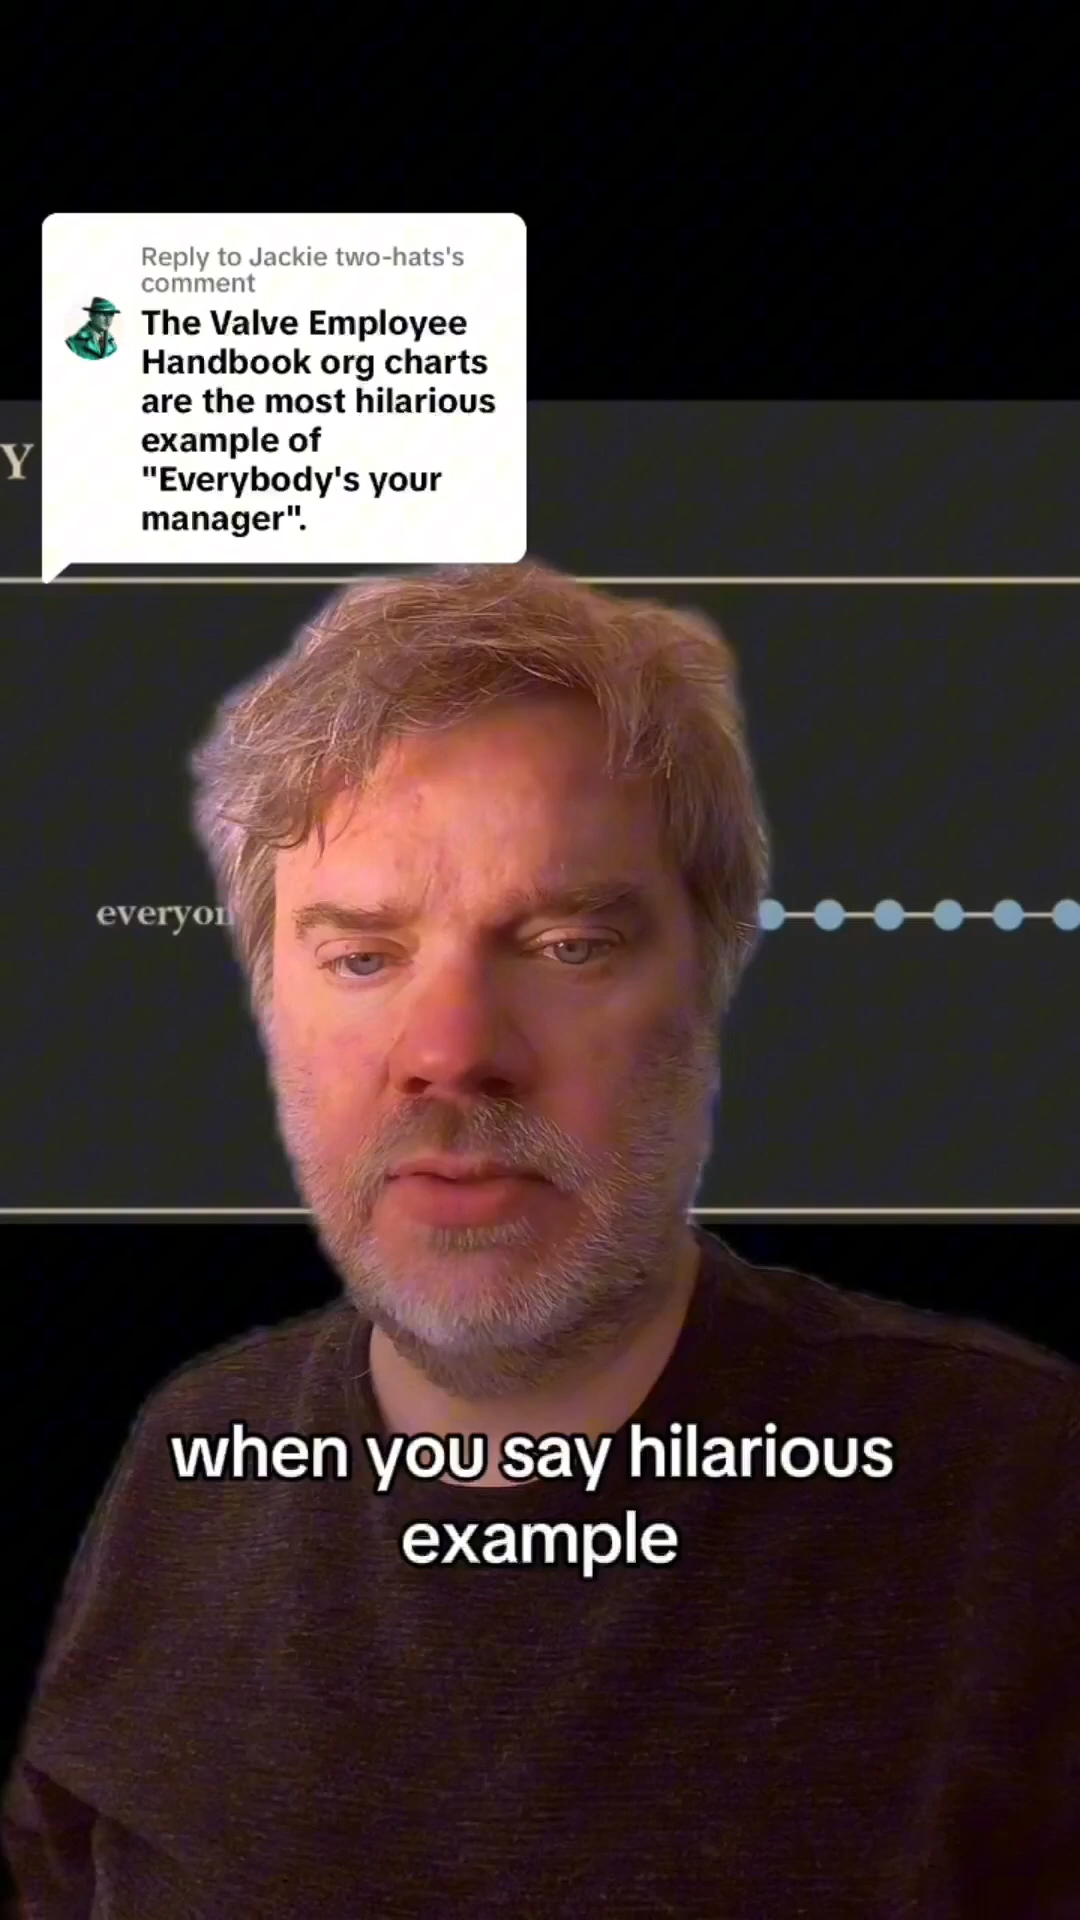 Reply to Jackie two-hats's
comment
The Valve Employee
Handbook org charts
are the most hilarious
example of
"Everybody's your
manager".
Y
everyon
when you say hilarious
example